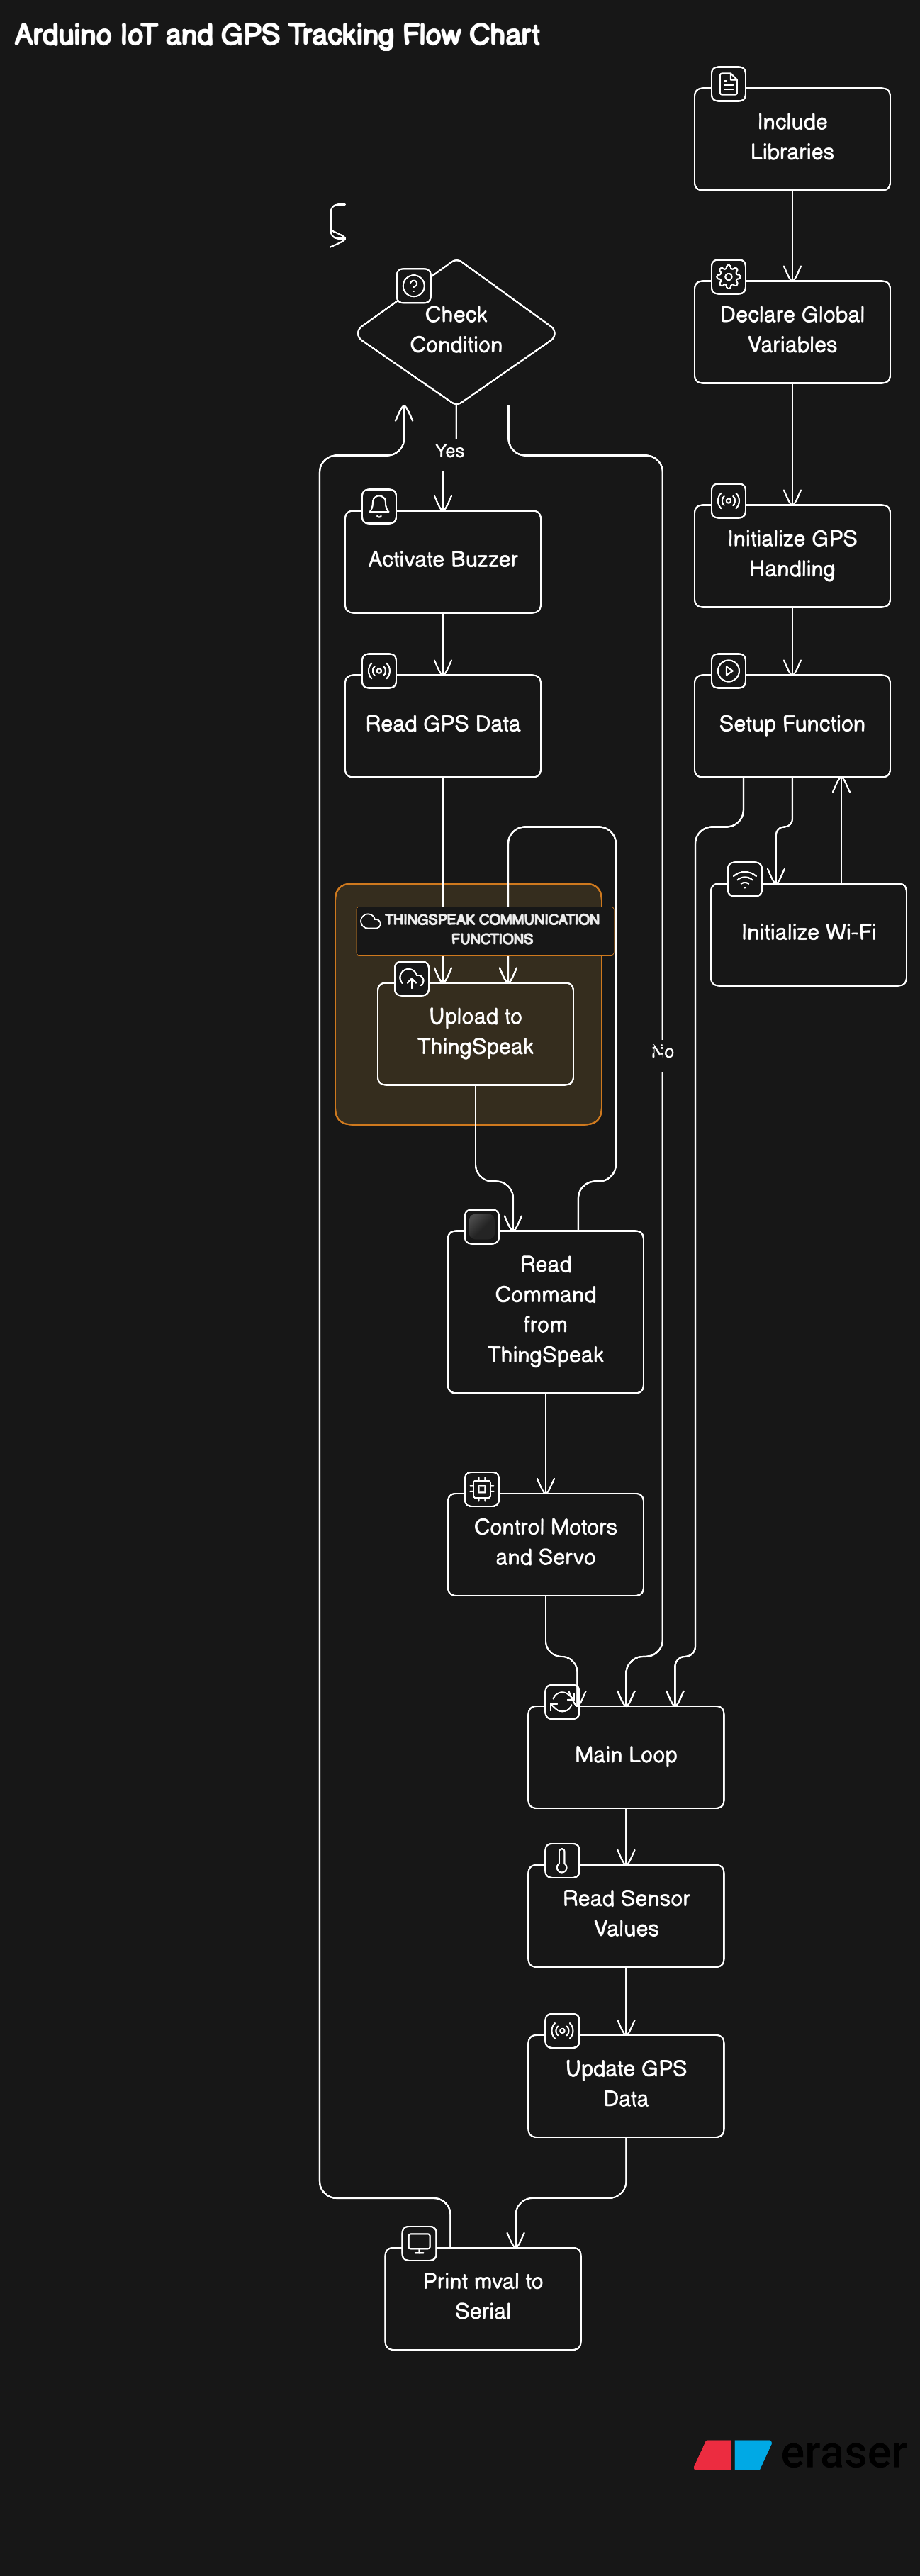 Arduino IoT and GPS Tracking Flow Chart
Include
Libraries
Declare Global
Variables
Check
Condition
Yes
Initialize GPS
Handling
Activate Buzzer
Read GPS Data
Setup Function
Initialize Wi-Fi
THINGSPEAK COMMUNICATION
FUNCTIONS
Upload to
ThingSpeak
No
Read
Command
from
ThingSpeak
Control Motors
and Servo
Main Loop
Read Sensor
Values
Update GPS
Data
Print mval to
Serial
eraser